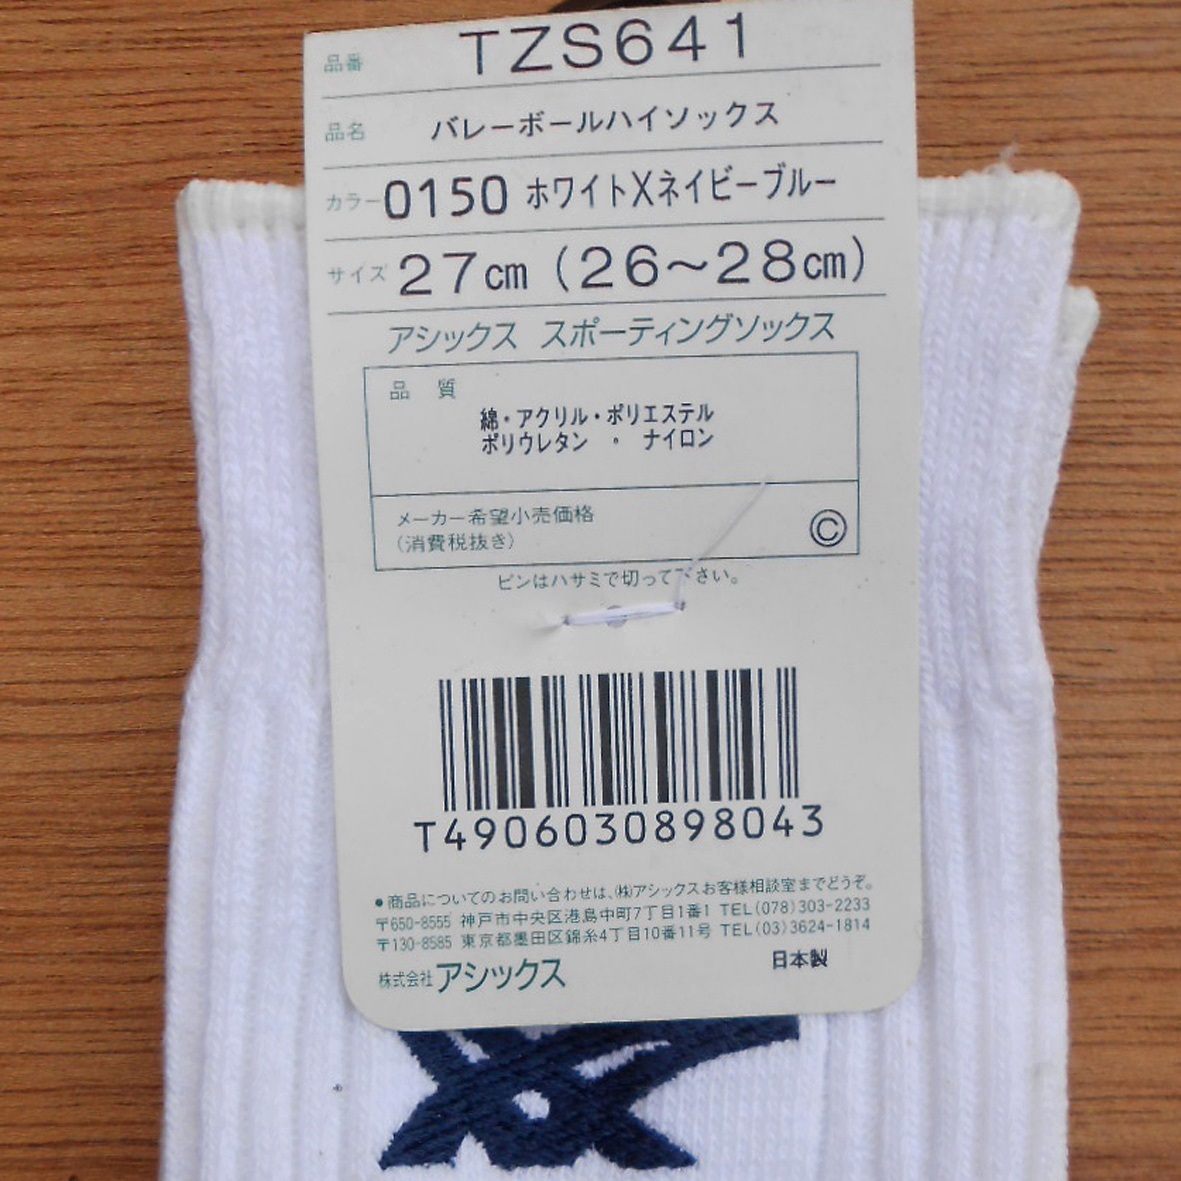 品番 TZS641
品名 バレーボールハイソックス
カラー 0150 ホワイトXネイビーブルー
サイズ 27cm (26～28cm)
アシックス スポーティングソックス
品 質
綿・アクリル・ポリエステル
ポリウレタン ・ ナイロン
メーカー希望小売価格
(消費税抜き)
©
ピンはハサミで切って下さい。
T4906030898043
●商品についてのお問い合わせは、㈱アシックスお客様相談室までどうぞ。
〒650-8555 神戸市中央区港島中町7丁目1番1 TEL(078)303-2233
〒130-8585 東京都墨田区錦糸4丁目10番11号 TEL(03)3624-1814
株式会社アシックス 日本製